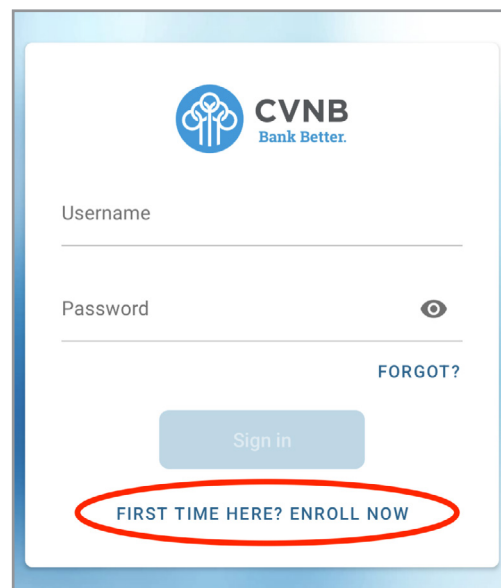 CVNB
Bank Better.
Username
Password
FORGOT?
Sign in
FIRST TIME HERE? ENROLL NOW